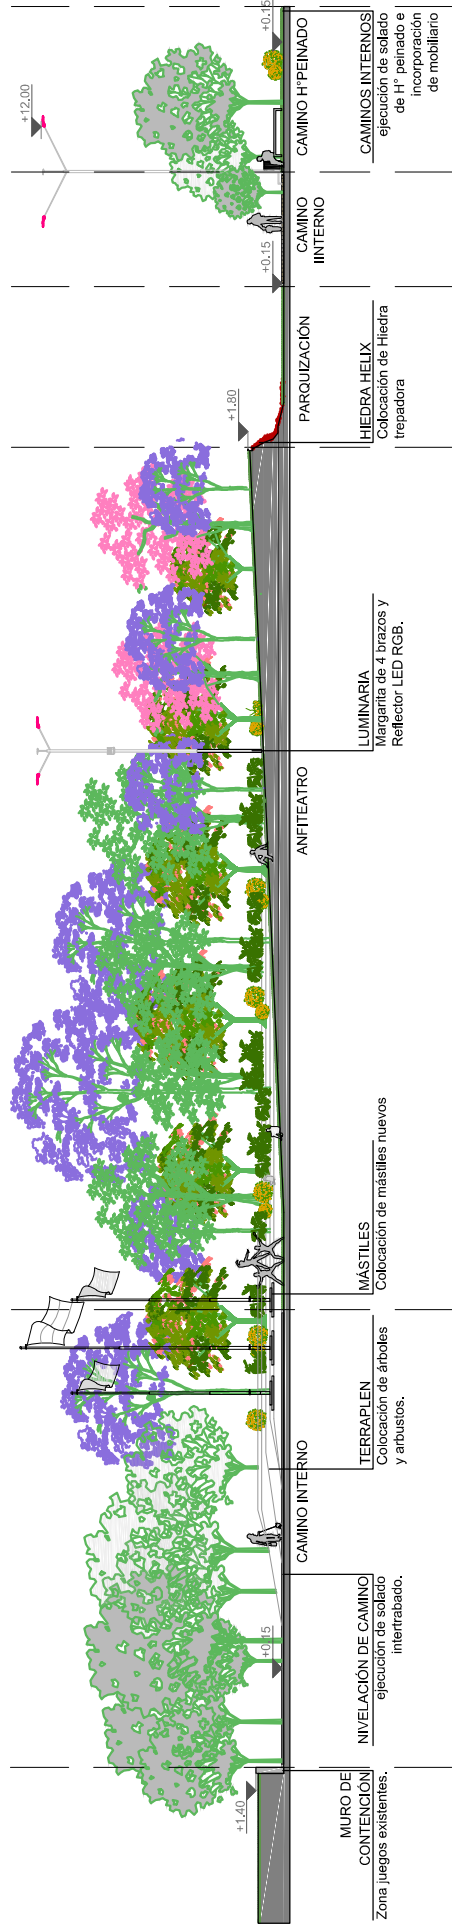 +1.40
MURO DE
CONTENCIÓN
Zona juegos existentes.
+0.15
NIVELACIÓN DE CAMINO
ejecución de solado
intertrabado.
CAMINO INTERNO
TERRAPLEN
Colocación de árboles
y arbustos.
MÁSTILES
Colocación de mástiles nuevos
ANFITEATRO
LUMINARIA
Margarita de 4 brazos y
Reflector LED RGB.
+1.80
HIEDRA HELIX
Colocación de Hiedra
trepadora
PARQUIZACIÓN
+0.15
CAMINO
IINTERNO
+12.00
CAMINO H°PEINADO
+0.15
CAMINOS INTERNOS
ejecución de solado
de H° peinado e
incorporación
de mobiliario